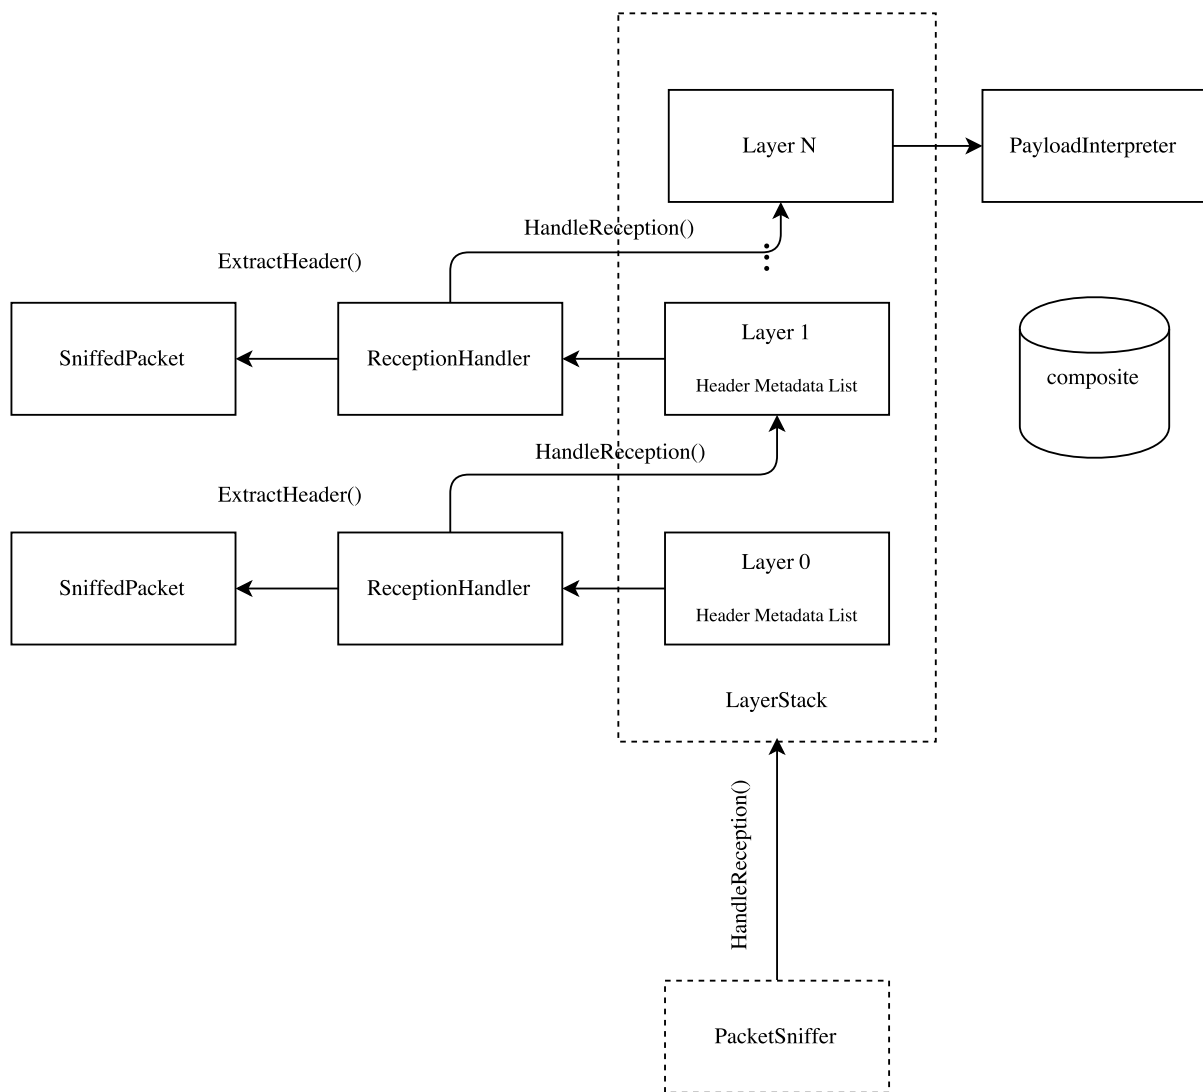 Layer N
PayloadInterpreter
HandleReception()
ExtractHeader()
SniffedPacket
ReceptionHandler
Layer 1
Header Metadata List
composite
HandleReception()
ExtractHeader()
SniffedPacket
ReceptionHandler
Layer 0
Header Metadata List
LayerStack
HandleReception()
PacketSniffer